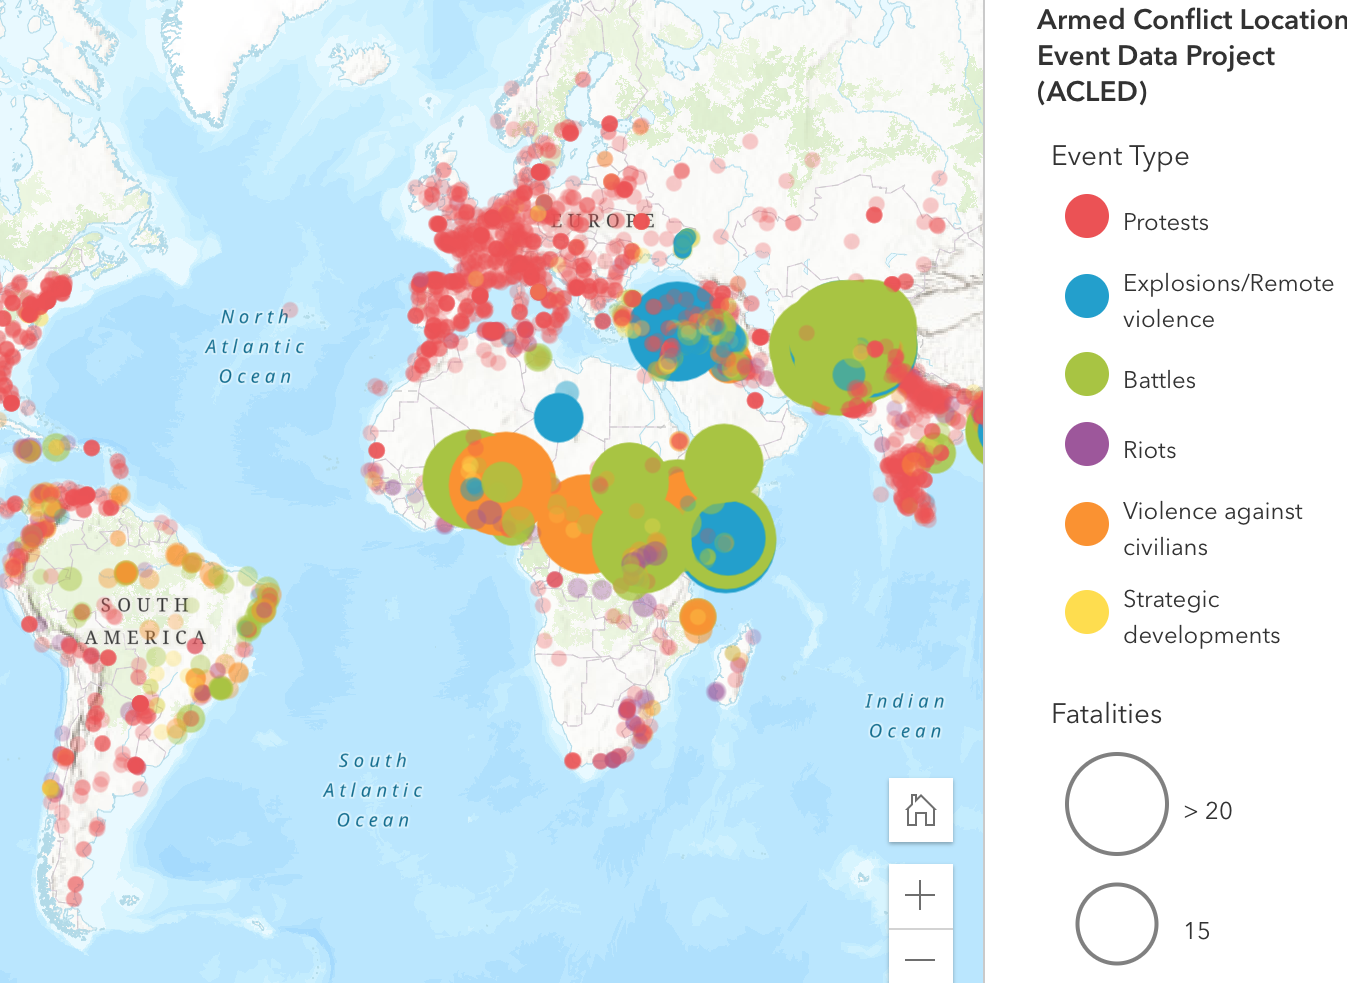 Armed Conflict Location
Event Data Project
(ACLED)
Event Type
Protests
Explosions/Remote
violence
Battles
Riots
Violence against
civilians
Strategic
developments
Fatalities
> 20
15
EUROPE
North
Atlantic
Ocean
SOUTH
AMERICA
South
Atlantic
Ocean
Indian
Ocean